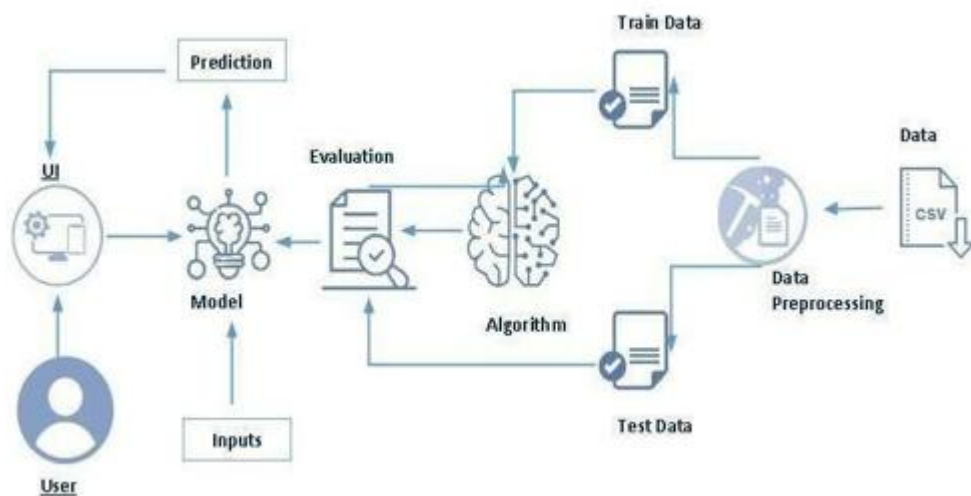 Train Data
Prediction
Data
Evaluation
UI
CSV
Model
Algorithm
Data
Preprocessing
Inputs
Test Data
User